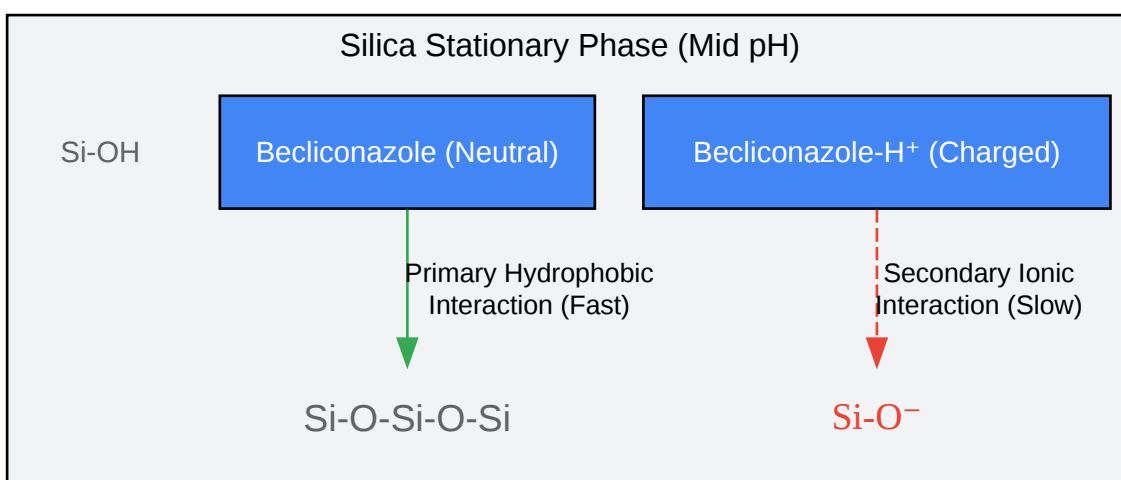 Silica Stationary Phase (Mid pH)
Si-OH
Becliconazole (Neutral)
Becliconazole-H⁺ (Charged)
Primary Hydrophobic
Interaction (Fast)
Secondary Ionic
Interaction (Slow)
Si-O-Si-O-Si
Si-O⁻